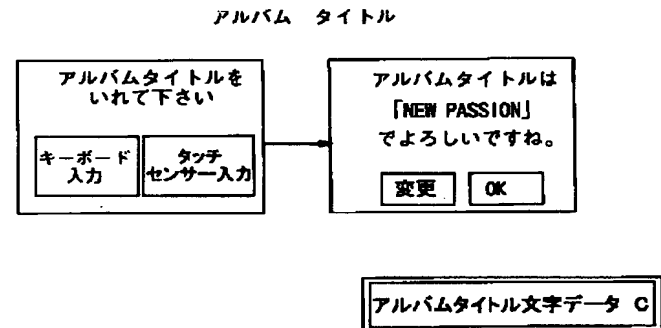 アルバム タイトル
アルバムタイトルを
いれて下さい
キーボード
入力
タッチ
センサー入力
アルバムタイトルは
「NEW PASSION」
でよろしいですね。
変更
OK
アルバムタイトル文字データ C